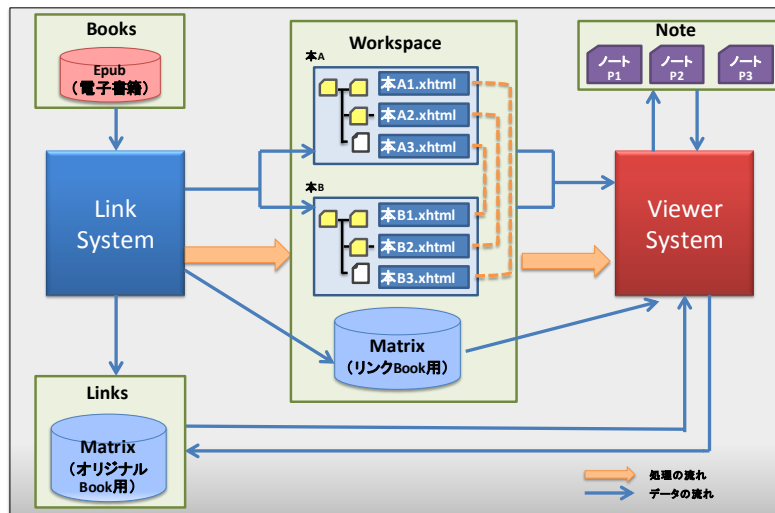 Books
Epub
(電子書籍)
Link
System
Links
Matrix
(オリジナル
Book用)
Workspace
本A
本A1.xhtml
本A2.xhtml
本A3.xhtml
本B
本B1.xhtml
本B2.xhtml
本B3.xhtml
Matrix
(リンクBook用)
Note
ノート
P1
ノート
P2
ノート
P3
Viewer
System
処理の流れ
データの流れ